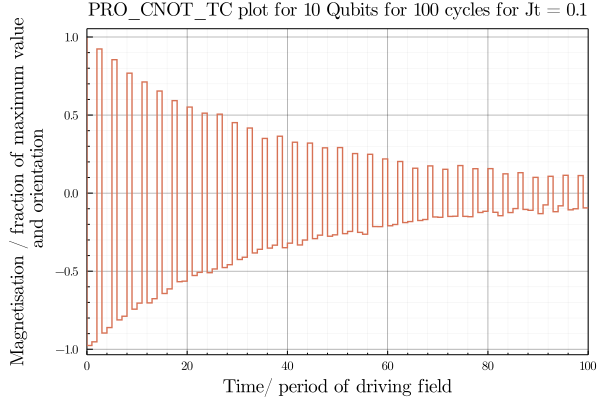 PRO_CNOT_TC plot for 10 Qubits for 100 cycles for Jt = 0.1
Magnetisation / fraction of maximum value
and orientation
1.0
0.5
0.0
−0.5
−1.0
0 20 40 60 80 100
Time/ period of driving field